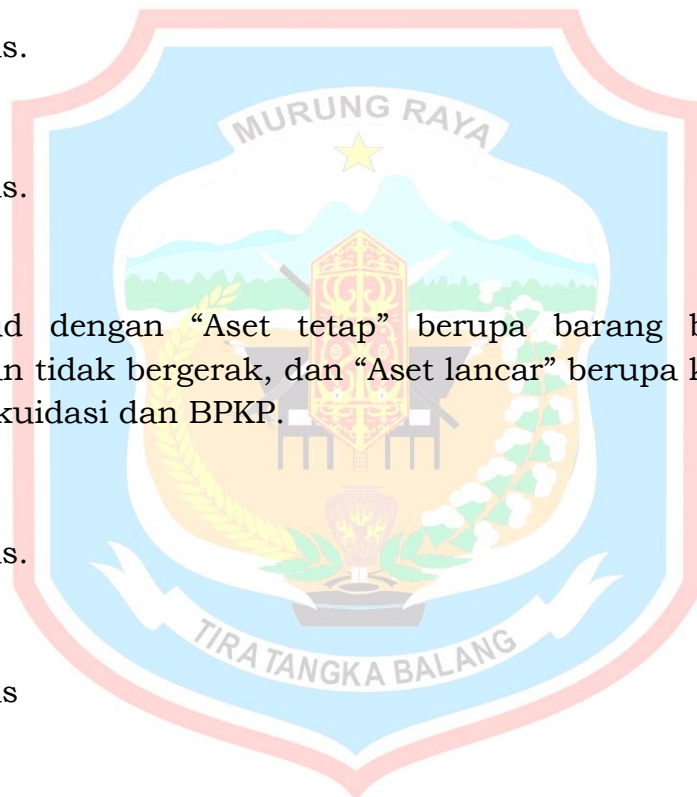 s.
MURUNG RAYA
s.
d dengan “Aset tetap” berupa barang b
n tidak bergerak, dan “Aset lancar” berupa k
kuidasi dan BPKP.
s.
TIRA TANGKA BALANG
s